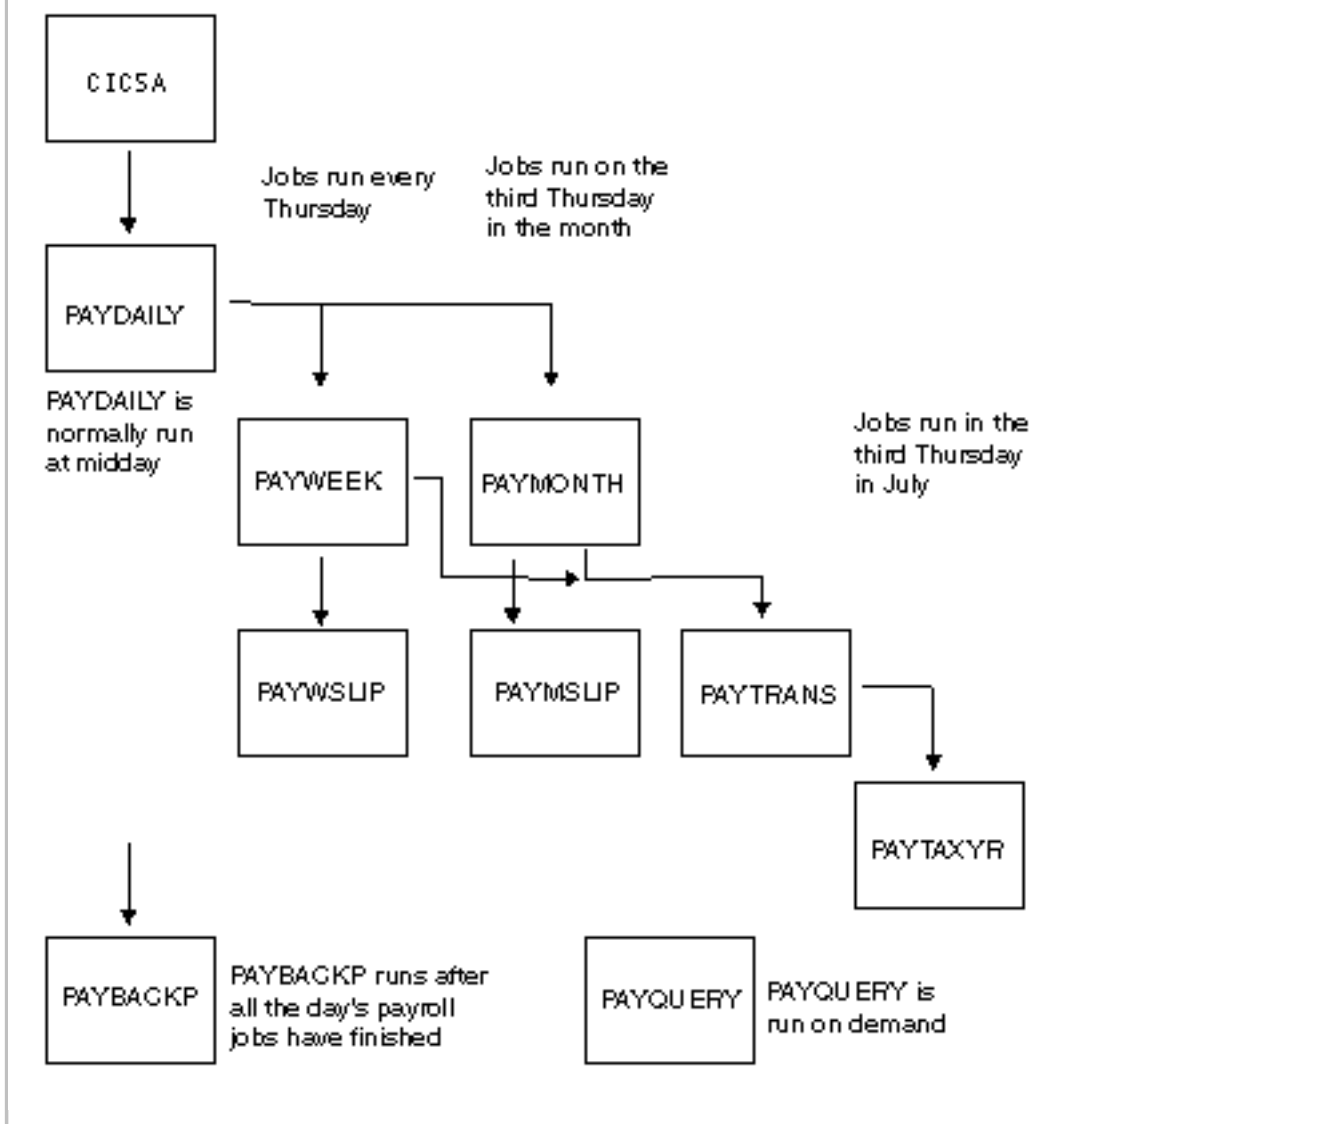 CICSA
Jobs run every
Thursday
Jobs run on the
third Thursday
in the month
PAYDAILY
PAYDAILY is
normally run
at midday
PAYWEEK
PAYMONTH
Jobs run in the
third Thursday
in July
PAYWSLIP
PAYMSLIP
PAYTRANS
PAYTAXYR
PAYBACKP
PAYBACKP runs after
all the day's payroll
jobs have finished
PAYQUERY
PAYQUERY is
run on demand